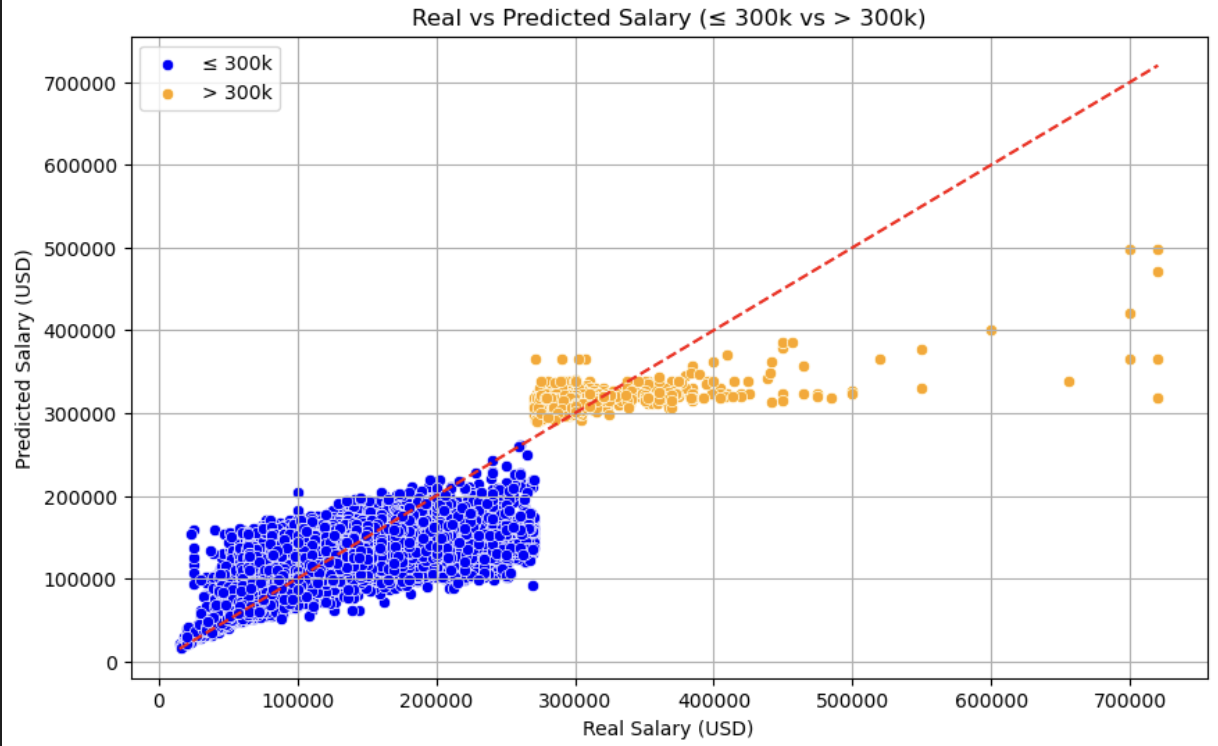 Real vs Predicted Salary (≤ 300k vs > 300k)
≤ 300k
> 300k
700000
600000
500000
400000
300000
200000
100000
0
Predicted Salary (USD)
0 100000 200000 300000 400000 500000 600000 700000
Real Salary (USD)